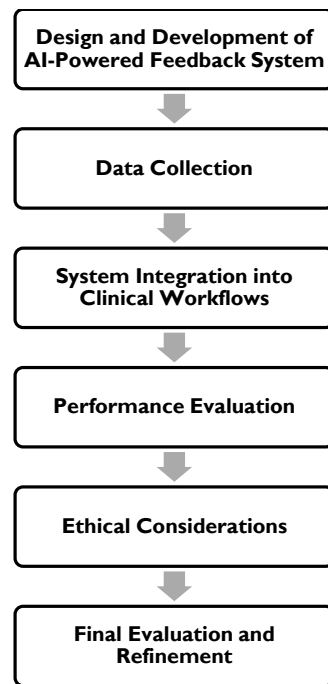 Design and Development of
AI-Powered Feedback System
Data Collection
System Integration into
Clinical Workflows
Performance Evaluation
Ethical Considerations
Final Evaluation and
Refinement